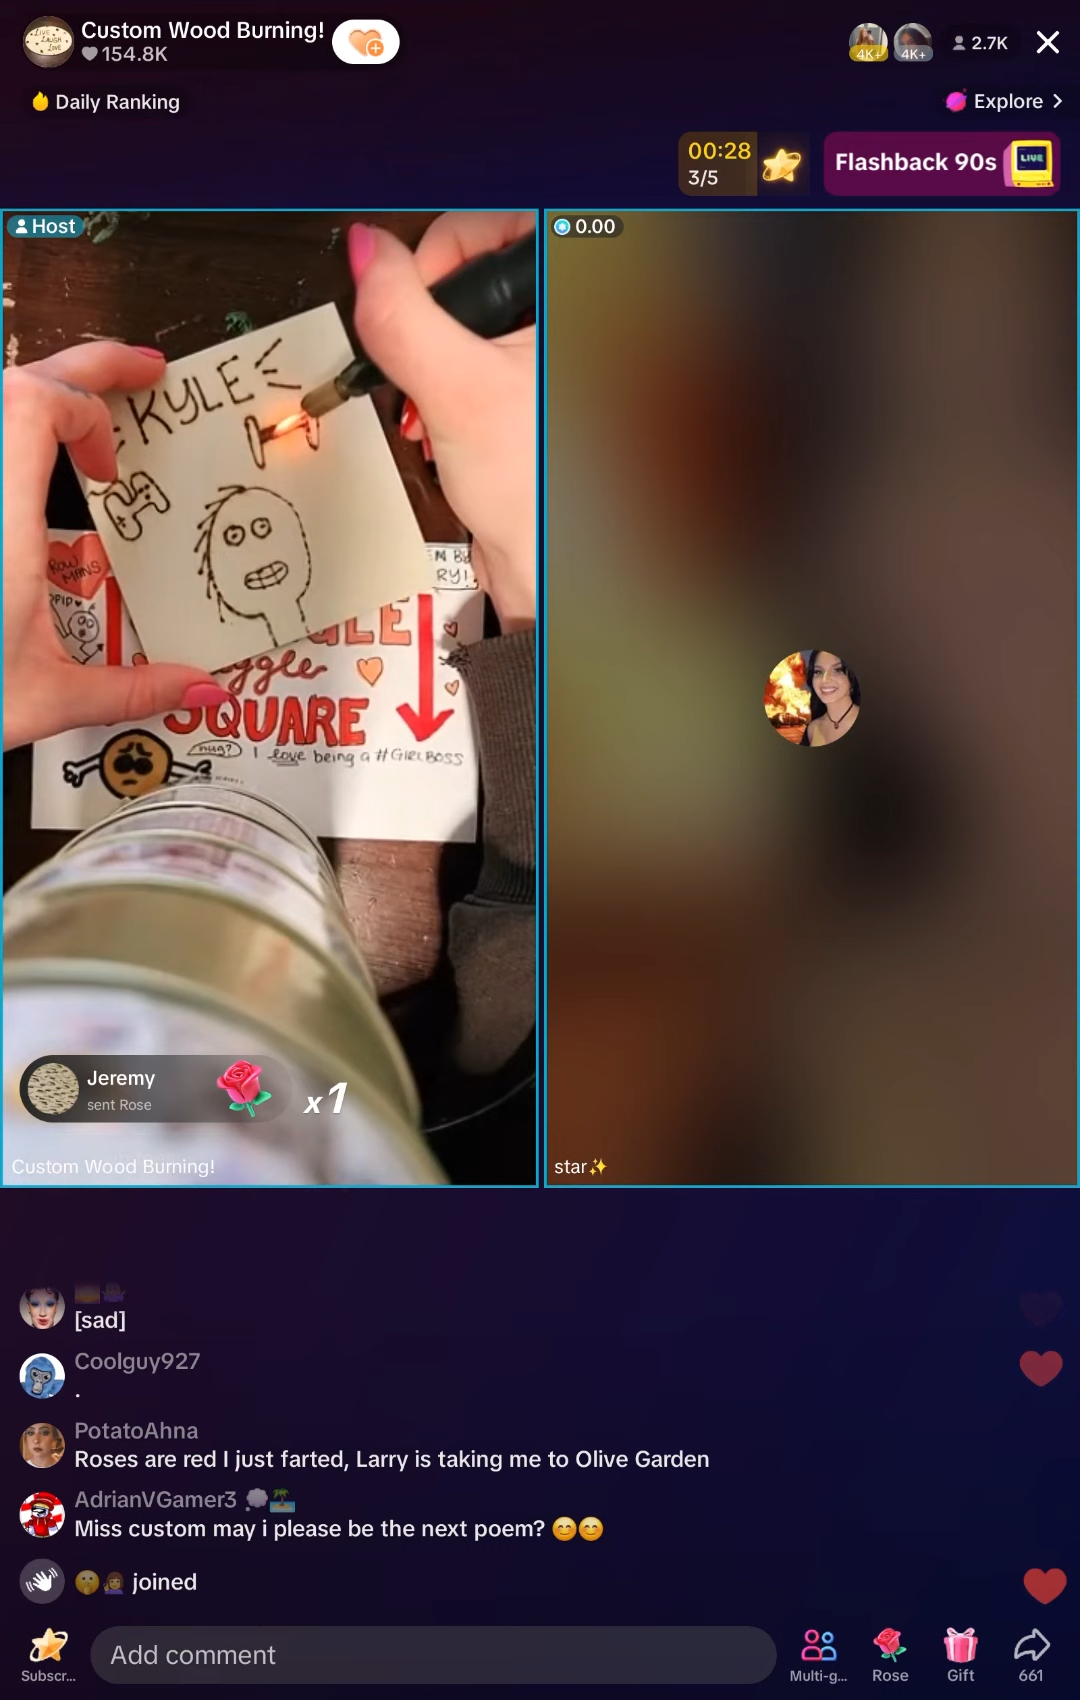 Custom Wood Burning!
154.8K
4K+
4K+
2.7K
Daily Ranking
Explore
00:28
3/5
Flashback 90s
LIVE
Host
0.00
KYLE
SQUARE
I love being a #GIRLBOSS
Jeremy
sent Rose
x1
Custom Wood Burning!
star
[sad]
Coolguy927
.
PotatoAhna
Roses are red I just farted, Larry is taking me to Olive Garden
AdrianVGamer3
Miss custom may i please be the next poem? 😊😊
joined
Add comment
Subscr...
Multi-g...
Rose
Gift
661